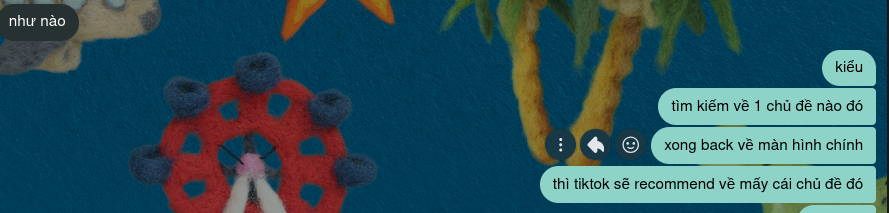 như nào
kiểu
tìm kiếm về 1 chủ đề nào đó
xong back về màn hình chính
thì tiktok sẽ recommend về mấy cái chủ đề đó